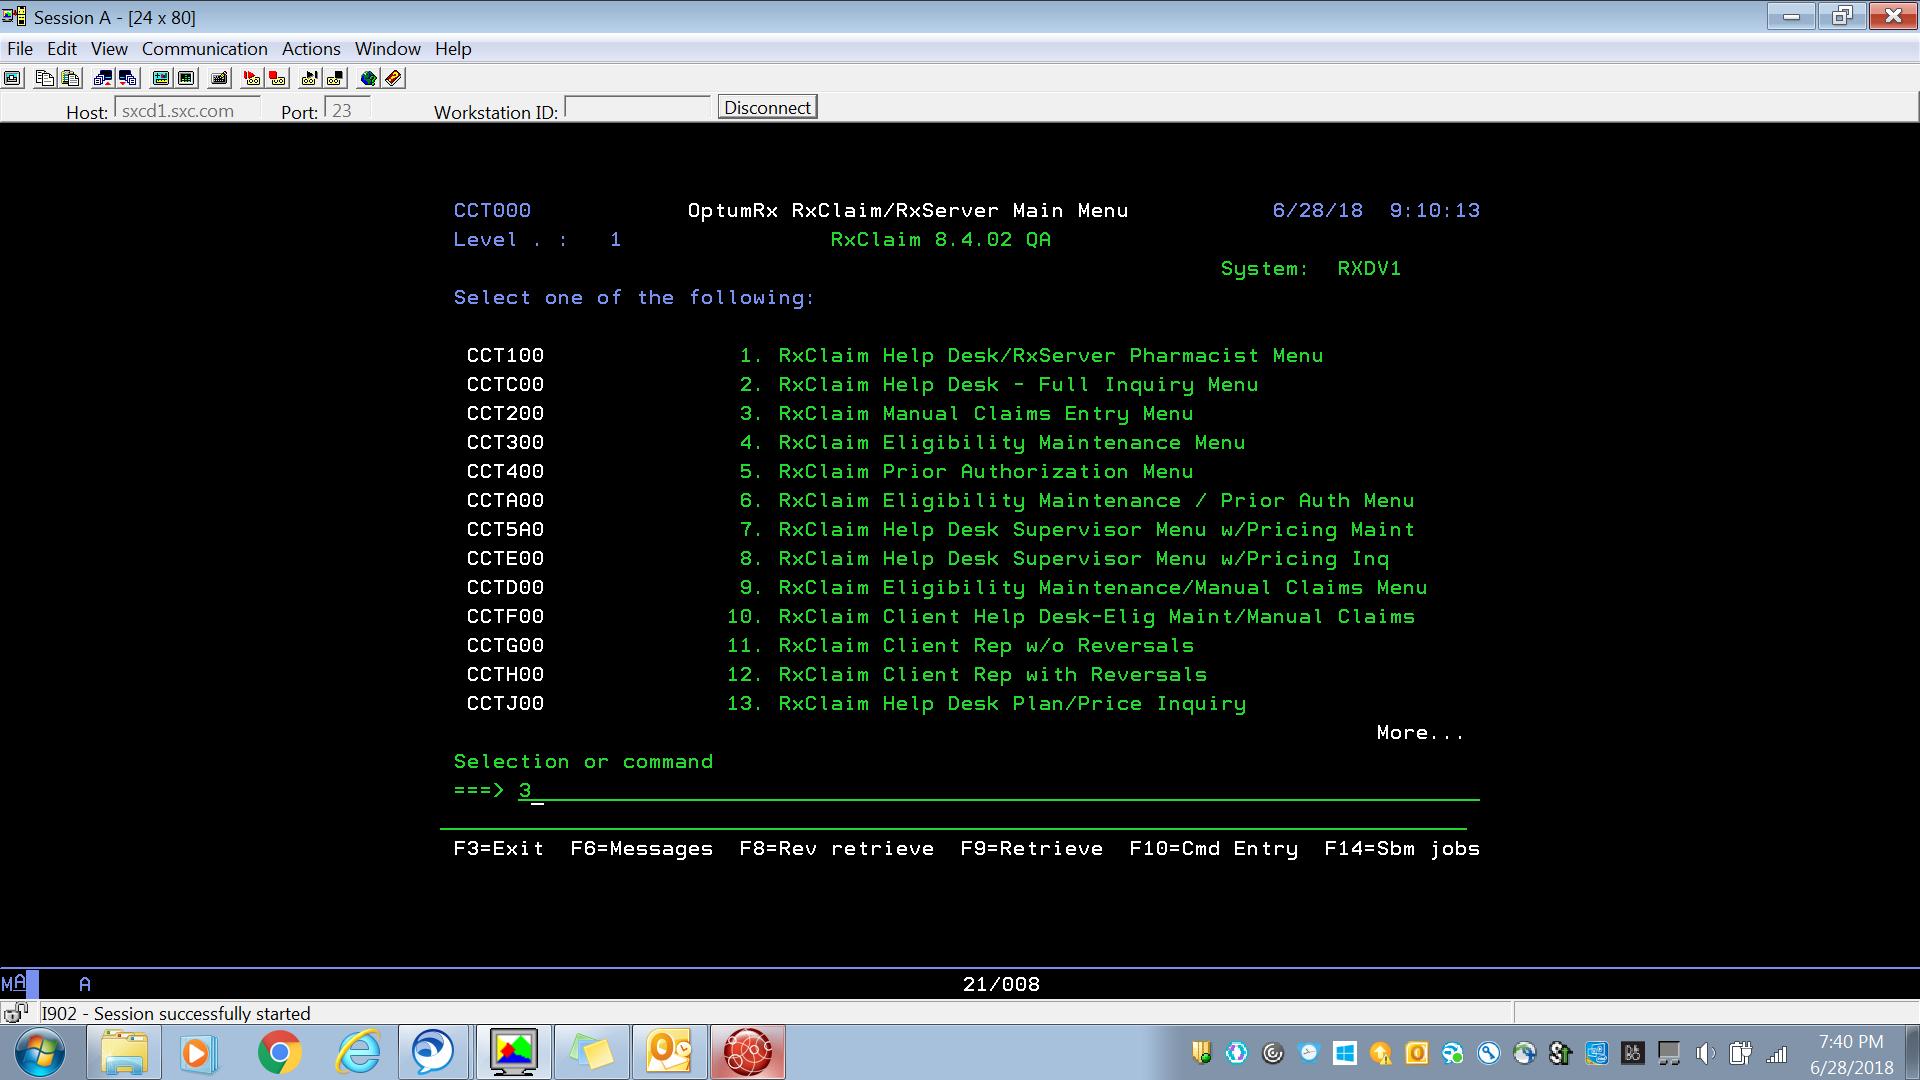 Session A - [24 x 80]
File Edit View Communication Actions Window Help
Host: sxcd1.sxc.com Port: 23 Workstation ID: Disconnect
CCT000 OptumRx RxClaim/RxServer Main Menu 6/28/18 9:10:13
Level . : 1 RxClaim 8.4.02 QA
System: RXDV1
Select one of the following:
CCT100 1. RxClaim Help Desk/RxServer Pharmacist Menu
CCTC00 2. RxClaim Help Desk - Full Inquiry Menu
CCT200 3. RxClaim Manual Claims Entry Menu
CCT300 4. RxClaim Eligibility Maintenance Menu
CCT400 5. RxClaim Prior Authorization Menu
CCTA00 6. RxClaim Eligibility Maintenance / Prior Auth Menu
CCT5A0 7. RxClaim Help Desk Supervisor Menu w/Pricing Maint
CCTE00 8. RxClaim Help Desk Supervisor Menu w/Pricing Inq
CCTD00 9. RxClaim Eligibility Maintenance/Manual Claims Menu
CCTF00 10. RxClaim Client Help Desk-Elig Maint/Manual Claims
CCTG00 11. RxClaim Client Rep w/o Reversals
CCTH00 12. RxClaim Client Rep with Reversals
CCTJ00 13. RxClaim Help Desk Plan/Price Inquiry
More...
Selection or command
===> 3
F3=Exit F6=Messages F8=Rev retrieve F9=Retrieve F10=Cmd Entry F14=Sbm jobs
MA A 21/008
I902 - Session successfully started
7:40 PM
6/28/2018